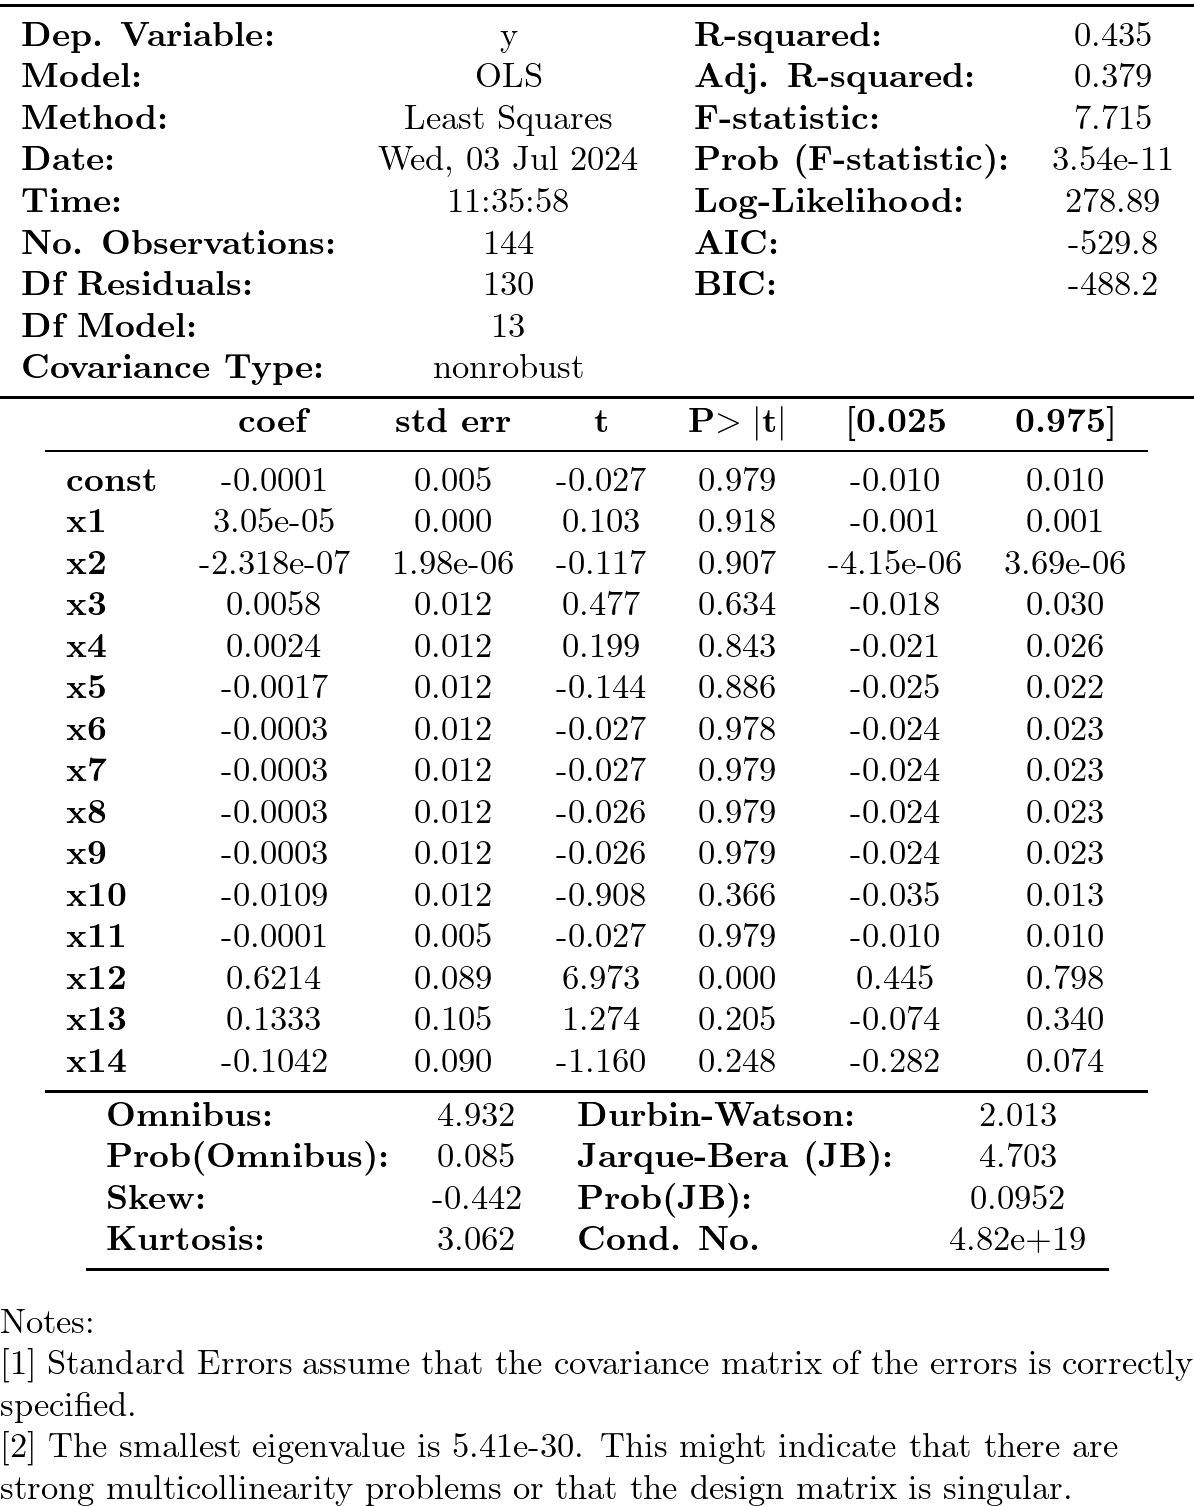 Dep. Variable: y R-squared: 0.435
Model: OLS Adj. R-squared: 0.379
Method: Least Squares F-statistic: 7.715
Date: Wed, 03 Jul 2024 Prob (F-statistic): 3.54e-11
Time: 11:35:58 Log-Likelihood: 278.89
No. Observations: 144 AIC: -529.8
Df Residuals: 130 BIC: -488.2
Df Model: 13
Covariance Type: nonrobust
coef std err t P> |t| [0.025 0.975]
const -0.0001 0.005 -0.027 0.979 -0.010 0.010
x1 3.05e-05 0.000 0.103 0.918 -0.001 0.001
x2 -2.318e-07 1.98e-06 -0.117 0.907 -4.15e-06 3.69e-06
x3 0.0058 0.012 0.477 0.634 -0.018 0.030
x4 0.0024 0.012 0.199 0.843 -0.021 0.026
x5 -0.0017 0.012 -0.144 0.886 -0.025 0.022
x6 -0.0003 0.012 -0.027 0.978 -0.024 0.023
x7 -0.0003 0.012 -0.027 0.979 -0.024 0.023
x8 -0.0003 0.012 -0.026 0.979 -0.024 0.023
x9 -0.0003 0.012 -0.026 0.979 -0.024 0.023
x10 -0.0109 0.012 -0.908 0.366 -0.035 0.013
x11 -0.0001 0.005 -0.027 0.979 -0.010 0.010
x12 0.6214 0.089 6.973 0.000 0.445 0.798
x13 0.1333 0.105 1.274 0.205 -0.074 0.340
x14 -0.1042 0.090 -1.160 0.248 -0.282 0.074
Omnibus: 4.932 Durbin-Watson: 2.013
Prob(Omnibus): 0.085 Jarque-Bera (JB): 4.703
Skew: -0.442 Prob(JB): 0.0952
Kurtosis: 3.062 Cond. No. 4.82e+19
Notes:
[1] Standard Errors assume that the covariance matrix of the errors is correctly
specified.
[2] The smallest eigenvalue is 5.41e-30. This might indicate that there are
strong multicollinearity problems or that the design matrix is singular.